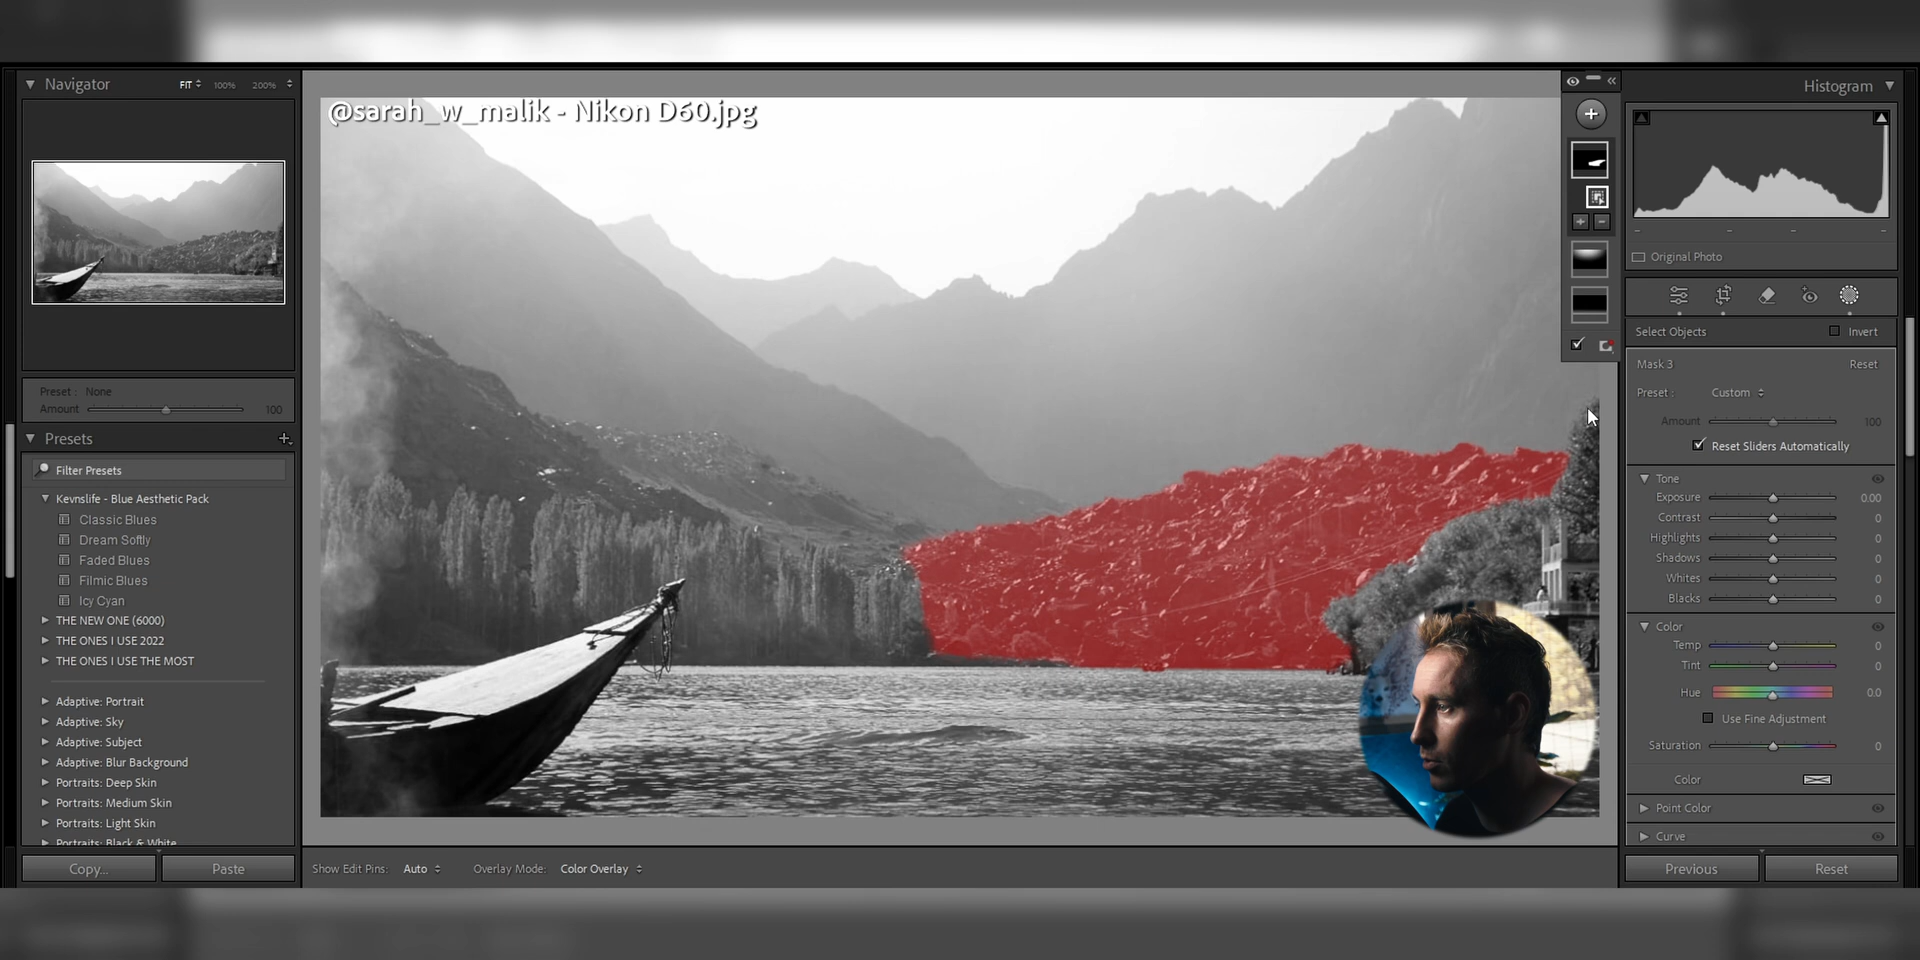 Navigator
FIT
100%
200%
Preset : None
Amount
100
Presets
Filter Presets
Kevnslife - Blue Aesthetic Pack
Classic Blues
Dream Softly
Faded Blues
Filmic Blues
Icy Cyan
THE NEW ONE (6000)
THE ONES I USE 2022
THE ONES I USE THE MOST
Adaptive: Portrait
Adaptive: Sky
Adaptive: Subject
Adaptive: Blur Background
Portraits: Deep Skin
Portraits: Medium Skin
Portraits: Light Skin
Portraits: Black & White
Copy...
Paste
@sarah_w_malik - Nikon D60.jpg
Show Edit Pins: Auto
Overlay Mode: Color Overlay
Histogram
Original Photo
Select Objects
Invert
Mask 3
Reset
Preset : Custom
Amount 100
Reset Sliders Automatically
Tone
Exposure 0.00
Contrast 0
Highlights 0
Shadows 0
Whites 0
Blacks 0
Color
Temp 0
Tint 0
Hue 0.0
Use Fine Adjustment
Saturation 0
Color
Point Color
Curve
Previous
Reset